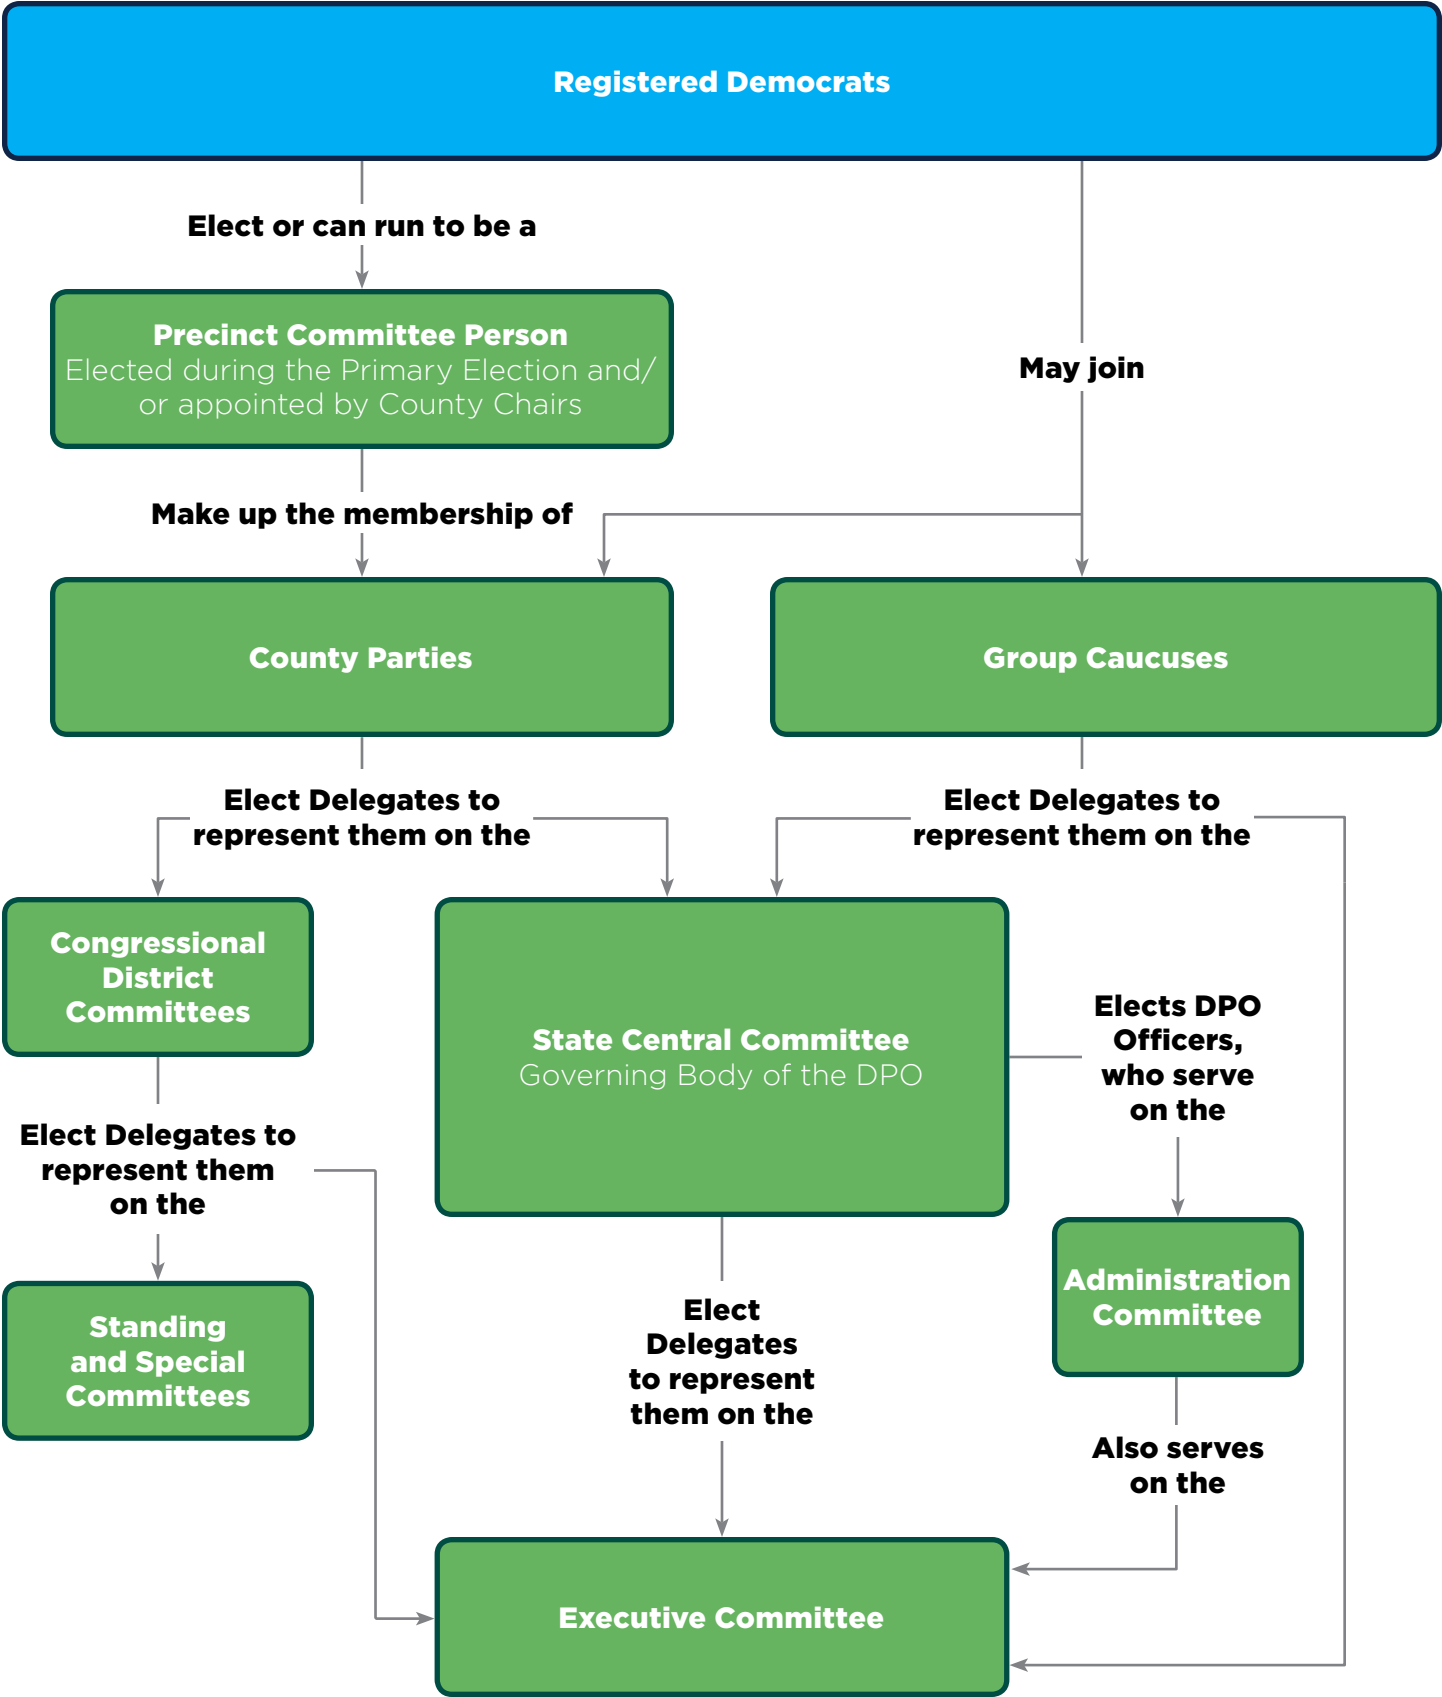 Registered Democrats
Elect or can run to be a
Precinct Committee Person
Elected during the Primary Election and/
or appointed by County Chairs
May join
Make up the membership of
County Parties
Group Caucuses
Elect Delegates to
represent them on the
Elect Delegates to
represent them on the
Congressional
District
Committees
State Central Committee
Governing Body of the DPO
Elects DPO
Officers,
who serve
on the
Elect Delegates to
represent them
on the
Administration
Committee
Standing
and Special
Committees
Elect
Delegates
to represent
them on the
Also serves
on the
Executive Committee